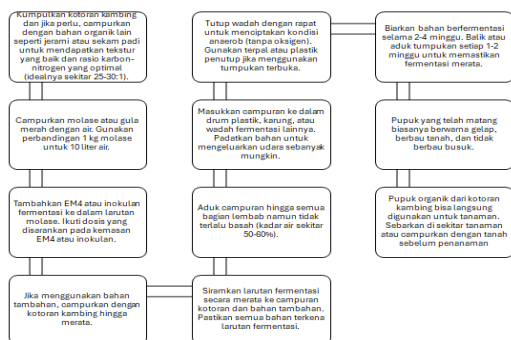 Kumpulkan kotoran kambing
dan jika perlu, campurkan
dengan bahan organik lain
seperti jerami atau sekam padi
untuk mendapatkan tekstur
yang baik dan rasio karbon-
nitrogen yang optimal
(idealnya sekitar 25-30:1).
Campurkan molase atau gula
merah dengan air. Gunakan
perbandingan 1 kg molase
untuk 10 liter air.
Tambahkan EM4 atau inokulan
fermentasi ke dalam larutan
molase. Ikuti dosis yang
disarankan pada kemasan
EM4 atau inokulan.
Jika menggunakan bahan
tambahan, campurkan dengan
kotoran kambing hingga
merata.
Siramkan larutan fermentasi
secara merata ke campuran
kotoran dan bahan tambahan.
Pastikan semua bahan terkena
larutan fermentasi.
Aduk campuran hingga semua
bagian lembab namun tidak
terlalu basah (kadar air sekitar
50-60%).
Masukkan campuran ke dalam
drum plastik, karung, atau
wadah fermentasi lainnya.
Padatkan bahan untuk
mengeluarkan udara sebanyak
mungkin.
Tutup wadah dengan rapat
untuk menciptakan kondisi
anaerob (tanpa oksigen).
Gunakan terpal atau plastik
penutup jika menggunakan
tumpukan terbuka.
Biarkan bahan berfermentasi
selama 2-4 minggu. Balik atau
aduk tumpukan setiap 1-2
minggu untuk memastikan
fermentasi merata.
Pupuk yang telah matang
biasanya berwarna gelap,
berbau tanah, dan tidak
berbau busuk.
Pupuk organik dari kotoran
kambing bisa langsung
digunakan untuk tanaman.
Sebarkan di sekitar tanaman
atau campurkan dengan tanah
sebelum penanaman